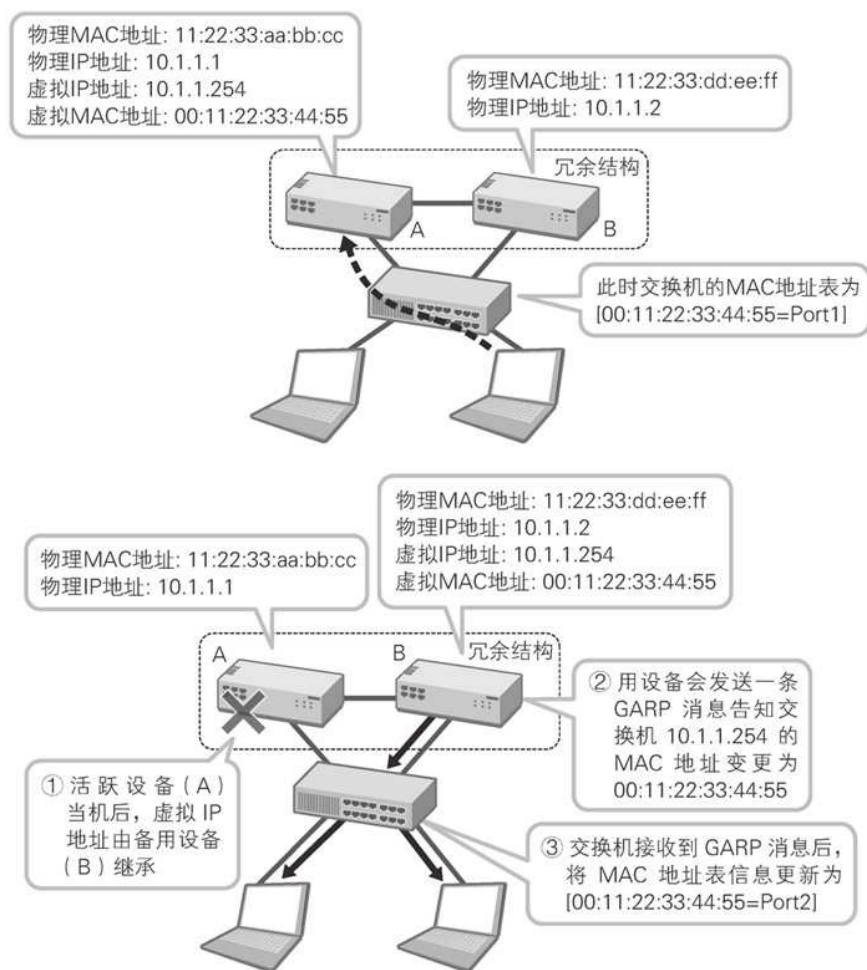 物理MAC地址: 11:22:33:aa:bb:cc
物理IP地址: 10.1.1.1
虚拟IP地址: 10.1.1.254
虚拟MAC地址: 00:11:22:33:44:55
物理MAC地址: 11:22:33:dd:ee:ff
物理IP地址: 10.1.1.2
冗余结构
A
B
此时交换机的MAC地址表为
[00:11:22:33:44:55=Port1]
物理MAC地址: 11:22:33:dd:ee:ff
物理IP地址: 10.1.1.2
虚拟IP地址: 10.1.1.254
虚拟MAC地址: 00:11:22:33:44:55
物理MAC地址: 11:22:33:aa:bb:cc
物理IP地址: 10.1.1.1
A
B
冗余结构
① 活跃设备(A)
当机后，虚拟 IP
地址由备用设备
(B)继承
② 用设备会发送一条
GARP 消息告知交
换机 10.1.1.254 的
MAC 地址变更为
00:11:22:33:44:55
③ 交换机接收到 GARP 消息后，
将 MAC 地址表信息更新为
[00:11:22:33:44:55=Port2]